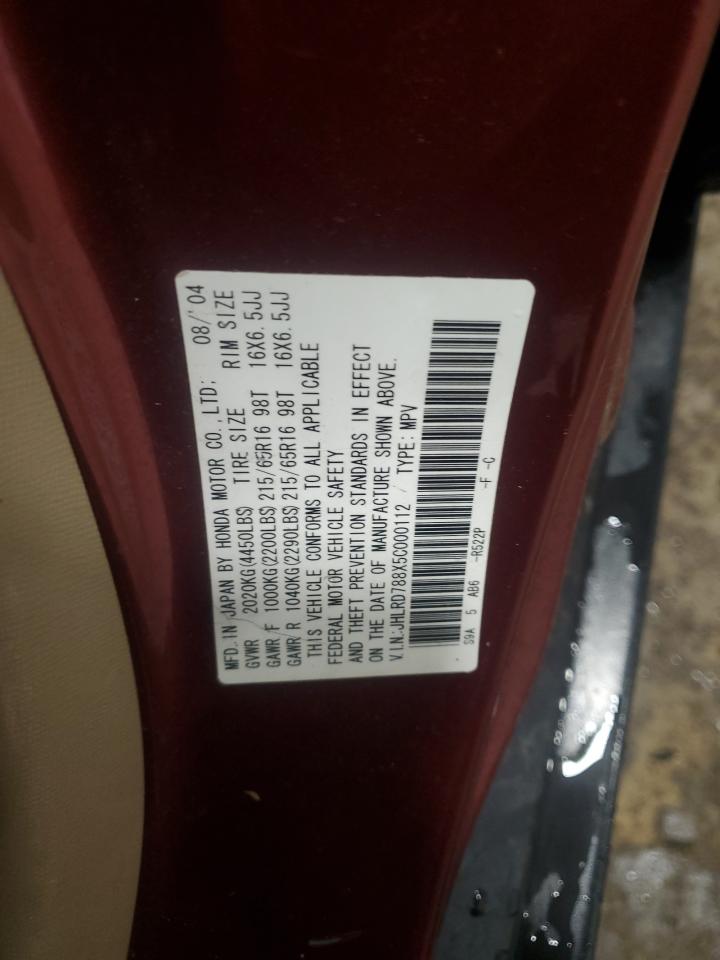 MFD. IN JAPAN BY HONDA MOTOR CO., LTD; 08/'04
GVWR 2020KG(4450LBS) TIRE SIZE RIM SIZE
GAWR F 1000KG(2200LBS) 215/65R16 98T 16X6.5JJ
GAWR R 1040KG(2290LBS) 215/65R16 98T 16X6.5JJ
THIS VEHICLE CONFORMS TO ALL APPLICABLE
FEDERAL MOTOR VEHICLE SAFETY
AND THEFT PREVENTION STANDARDS IN EFFECT
ON THE DATE OF MANUFACTURE SHOWN ABOVE.
V.I.N:JHLRD788X5C000112 / TYPE: MPV
S9A 5 AB6 -R522P -F -C